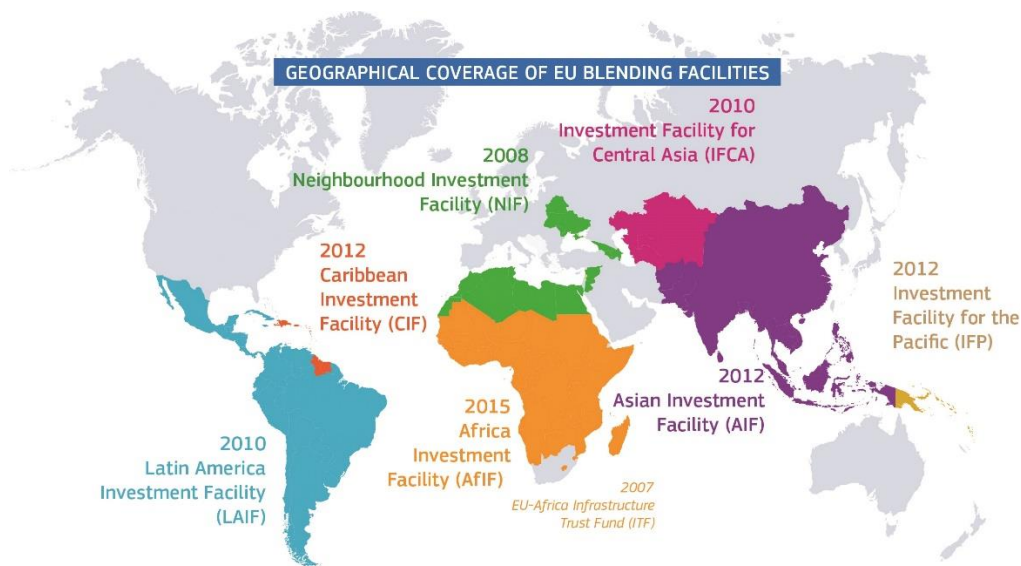 GEOGRAPHICAL COVERAGE OF EU BLENDING FACILITIES
2010
Investment Facility for
Central Asia (IFCA)
2008
Neighbourhood Investment
Facility (NIF)
2012
Caribbean
Investment
Facility (CIF)
2012
Investment
Facility for the
Pacific (IFP)
2012
Asian Investment
Facility (AIF)
2015
Africa
Investment
Facility (AfIF)
2010
Latin America
Investment Facility
(LAIF)
2007
EU-Africa Infrastructure
Trust Fund (ITF)